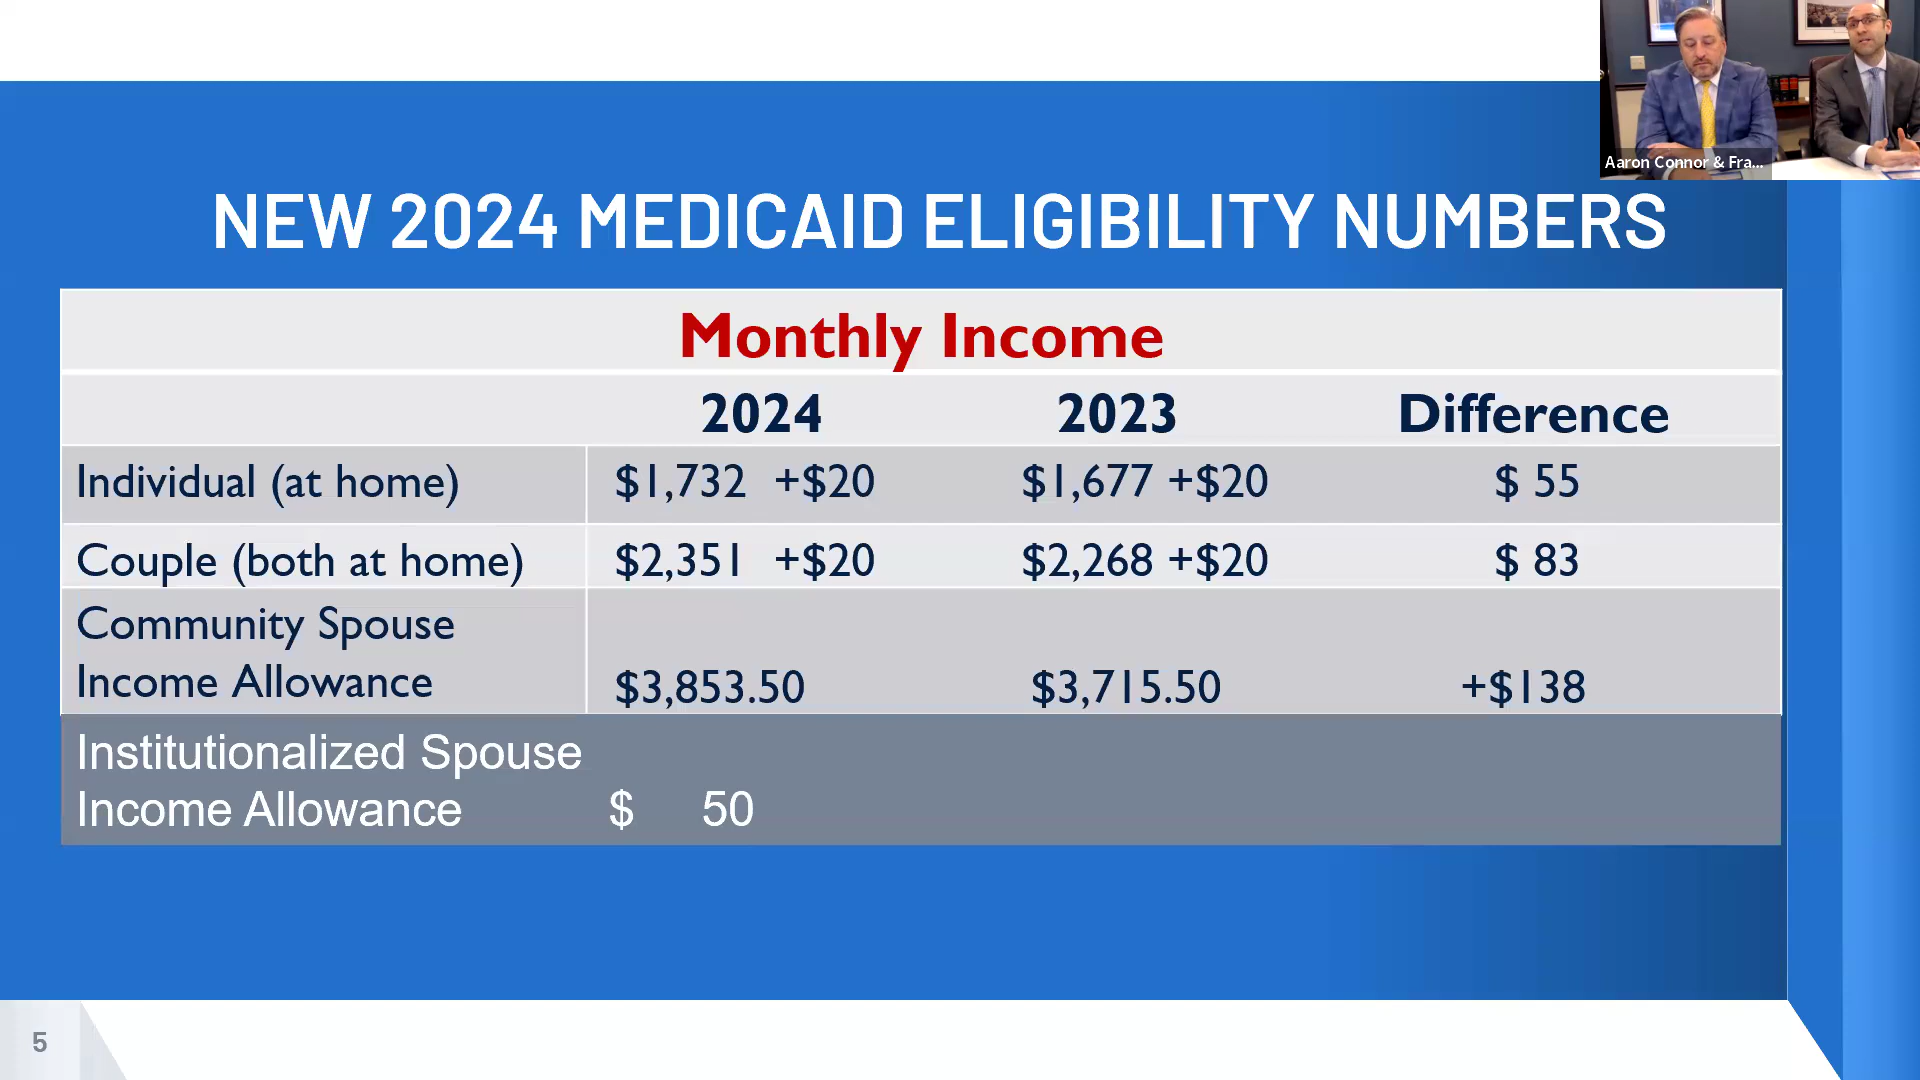 Aaron Connor & Fra...
NEW 2024 MEDICAID ELIGIBILITY NUMBERS
Monthly Income
2024 2023 Difference
Individual (at home) $1,732 +$20 $1,677 +$20 $ 55
Couple (both at home) $2,351 +$20 $2,268 +$20 $ 83
Community Spouse
Income Allowance $3,853.50 $3,715.50 +$138
Institutionalized Spouse
Income Allowance $ 50
5